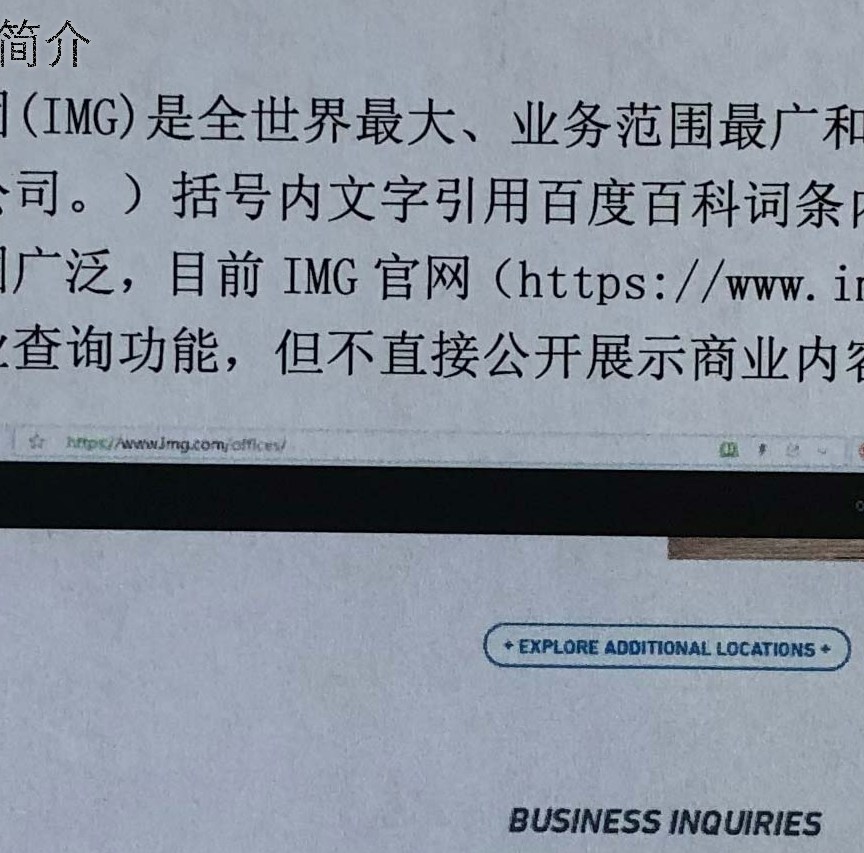 简介
(IMG)是全世界最大、业务范围最广和
公司。）括号内文字引用百度百科词条内
广泛，目前 IMG 官网（https://www.im
业查询功能，但不直接公开展示商业内容
https://www.img.com/offices/
+ EXPLORE ADDITIONAL LOCATIONS +
BUSINESS INQUIRIES